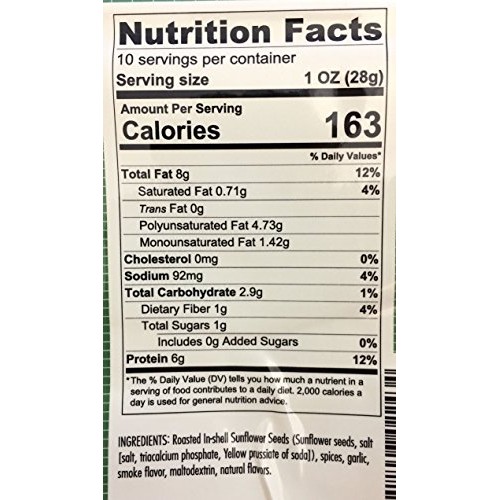 Nutrition Facts
10 servings per container
Serving size 1 OZ (28g)
Amount Per Serving
Calories 163
% Daily Values*
Total Fat 8g 12%
Saturated Fat 0.71g 4%
Trans Fat 0g
Polyunsaturated Fat 4.73g
Monounsaturated Fat 1.42g
Cholesterol 0mg 0%
Sodium 92mg 4%
Total Carbohydrate 2.9g 1%
Dietary Fiber 1g 4%
Total Sugars 1g
Includes 0g Added Sugars 0%
Protein 6g 12%
*The % Daily Value (DV) tells you how much a nutrient in a
serving of food contributes to a daily diet. 2,000 calories a
day is used for general nutrition advice.
INGREDIENTS: Roasted In-shell Sunflower Seeds (Sunflower seeds, salt
[salt, triacalcium phosphate, Yellow prussiate of soda]), spices, garlic,
smoke flavor, maltodextrin, natural flavors.